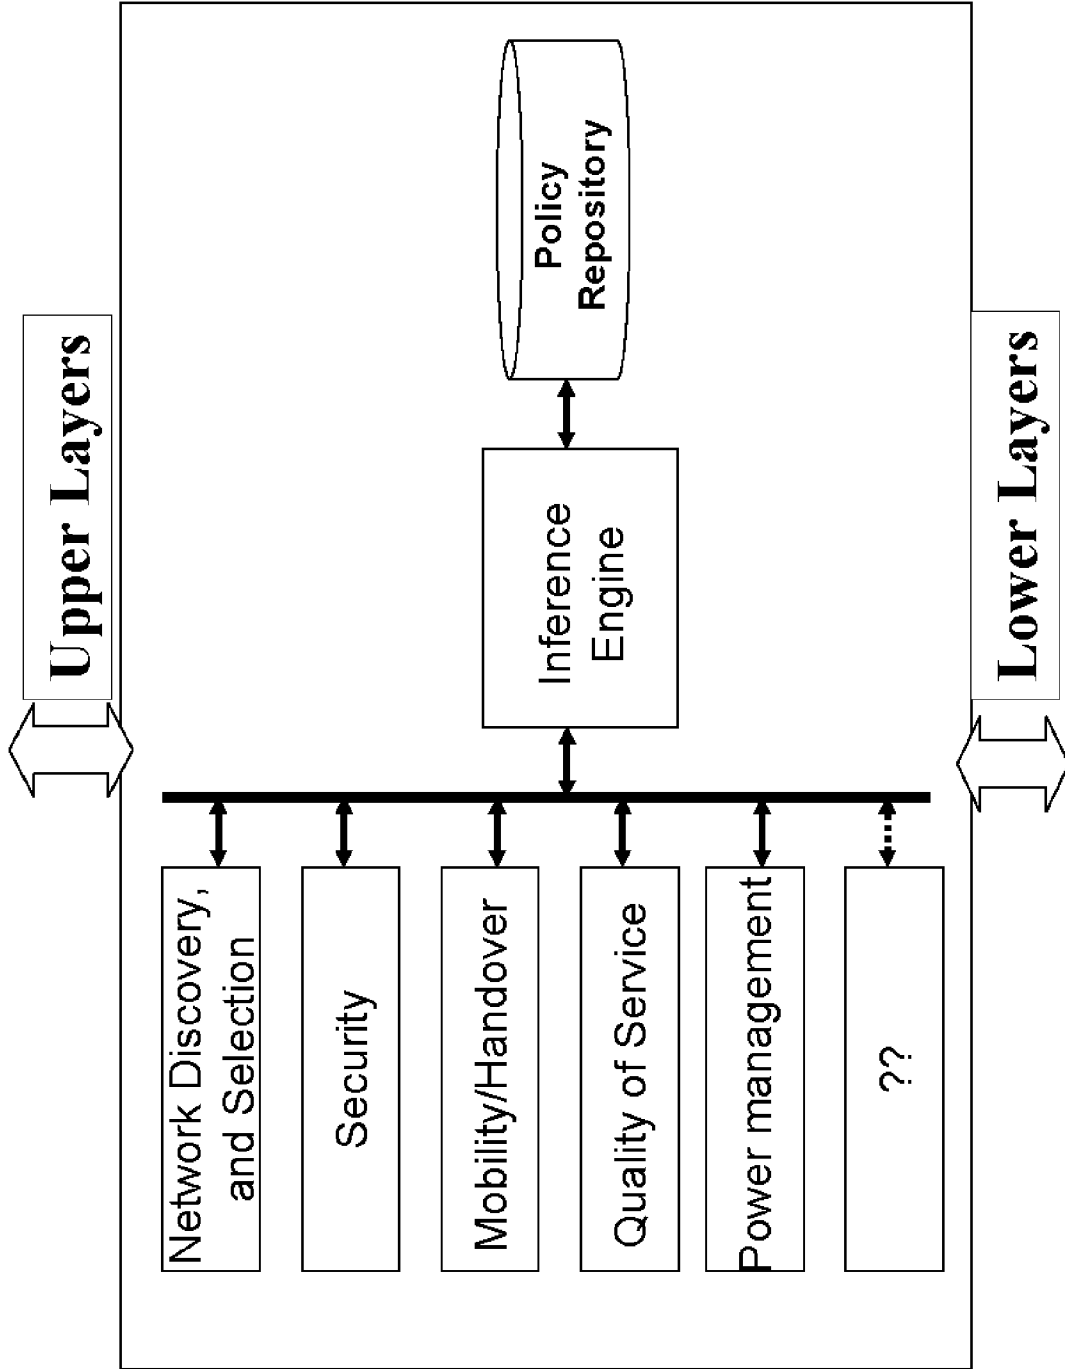 Upper Layers
Network Discovery,
and Selection
Security
Mobility/Handover
Quality of Service
Power management
??
Inference
Engine
Policy
Repository
Lower Layers